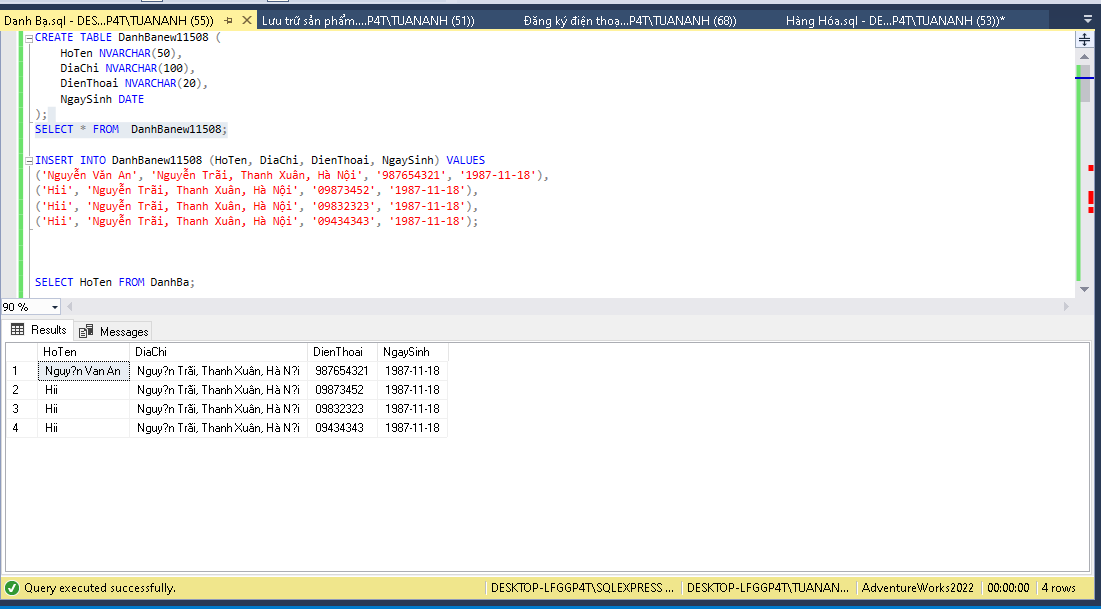 Danh Bạ.sql - DES...P4T\TUANANH (55)) Lưu trữ sản phẩm....P4T\TUANANH (51)) Đăng ký điện thoạ....P4T\TUANANH (68)) Hàng Hóa.sql - DE...P4T\TUANANH (53))*
CREATE TABLE DanhBanew11508 (
HoTen NVARCHAR(50),
DiaChi NVARCHAR(100),
DienThoai NVARCHAR(20),
NgaySinh DATE
);
SELECT * FROM DanhBanew11508;
INSERT INTO DanhBanew11508 (HoTen, DiaChi, DienThoai, NgaySinh) VALUES
('Nguyễn Văn An', 'Nguyễn Trãi, Thanh Xuân, Hà Nội', '987654321', '1987-11-18'),
('Hii', 'Nguyễn Trãi, Thanh Xuân, Hà Nội', '09873452', '1987-11-18'),
('Hii', 'Nguyễn Trãi, Thanh Xuân, Hà Nội', '09832323', '1987-11-18'),
('Hii', 'Nguyễn Trãi, Thanh Xuân, Hà Nội', '09434343', '1987-11-18');
SELECT HoTen FROM DanhBa;
90 %
Results Messages
HoTen DiaChi DienThoai NgaySinh
1 Nguy?n Van An Nguy?n Trãi, Thanh Xuân, Hà N?i 987654321 1987-11-18
2 Hii Nguy?n Trãi, Thanh Xuân, Hà N?i 09873452 1987-11-18
3 Hii Nguy?n Trãi, Thanh Xuân, Hà N?i 09832323 1987-11-18
4 Hii Nguy?n Trãi, Thanh Xuân, Hà N?i 09434343 1987-11-18
Query executed successfully. DESKTOP-LFGGP4T\SQLEXPRESS ... DESKTOP-LFGGP4T\TUANAN... AdventureWorks2022 00:00:00 4 rows